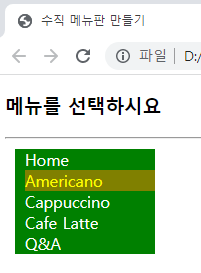 수직 메뉴판 만들기
파일 | D:/
메뉴를 선택하시요
Home
Americano
Cappuccino
Cafe Latte
Q&A